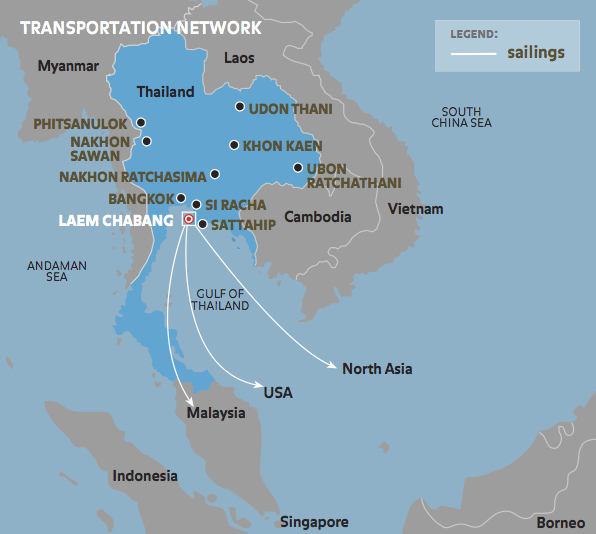 TRANSPORTATION NETWORK
LEGEND:
sailings
Myanmar
Laos
Thailand
UDON THANI
SOUTH
CHINA SEA
PHITSANULOK
NAKHON
SAWAN
KHON KAEN
NAKHON RATCHASIMA
UBON
RATCHATHANI
BANGKOK
SI RACHA
LAEM CHABANG
SATTAHIP
Cambodia
Vietnam
ANDAMAN
SEA
GULF OF
THAILAND
North Asia
USA
Malaysia
Indonesia
Singapore
Borneo